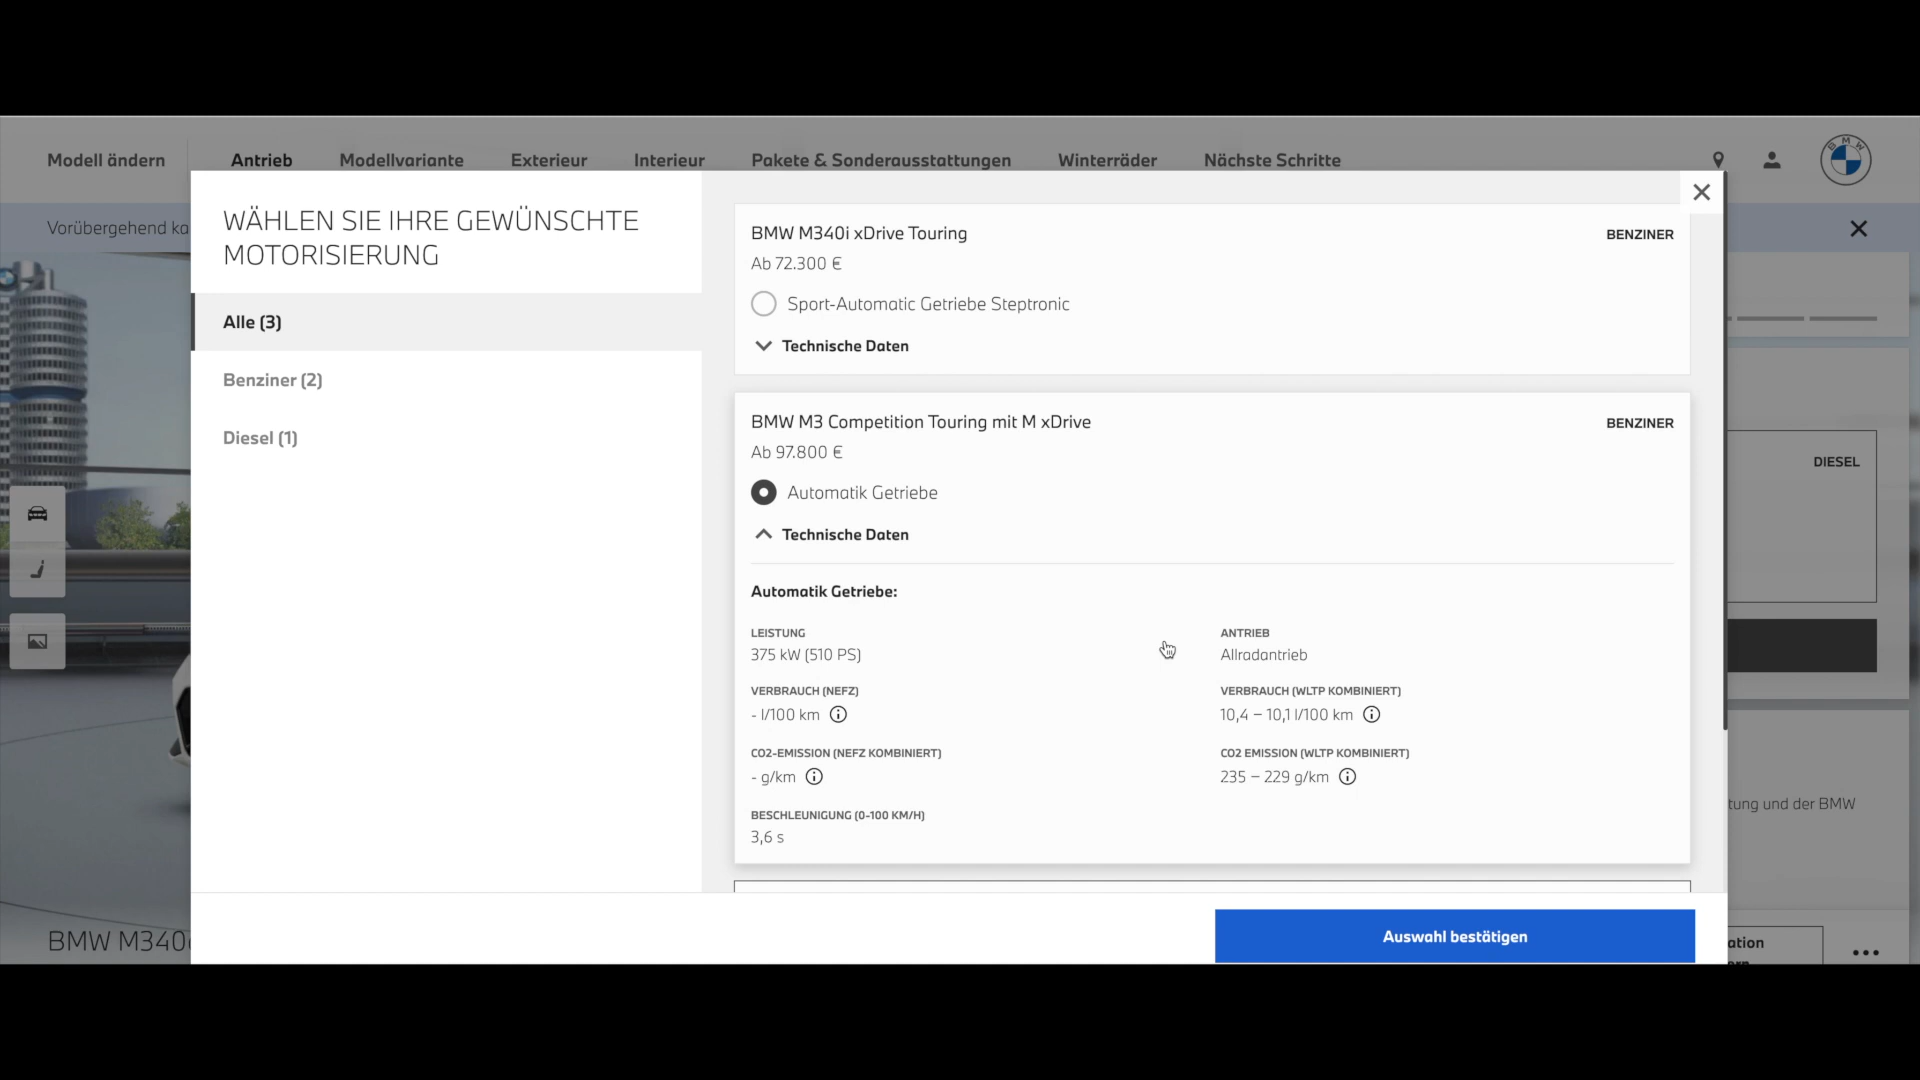 Modell ändern
Antrieb
Modellvariante
Exterieur
Interieur
Pakete & Sonderausstattungen
Winterräder
Nächste Schritte
BMW
Vorübergehend ka
WÄHLEN SIE IHRE GEWÜNSCHTE
MOTORISIERUNG
Alle (3)
Benziner (2)
Diesel (1)
BMW M340i xDrive Touring
BENZINER
Ab 72.300 €
Sport-Automatic Getriebe Steptronic
Technische Daten
BMW M3 Competition Touring mit M xDrive
BENZINER
Ab 97.800 €
Automatik Getriebe
Technische Daten
Automatik Getriebe:
LEISTUNG
375 kW (510 PS)
ANTRIEB
Allradantrieb
VERBRAUCH (NEFZ)
- l/100 km
VERBRAUCH (WLTP KOMBINIERT)
10,4 – 10,1 l/100 km
CO2-EMISSION (NEFZ KOMBINIERT)
- g/km
CO2 EMISSION (WLTP KOMBINIERT)
235 – 229 g/km
BESCHLEUNIGUNG (0-100 KM/H)
3,6 s
Auswahl bestätigen
DIESEL
tung und der BMW
BMW M340
ation